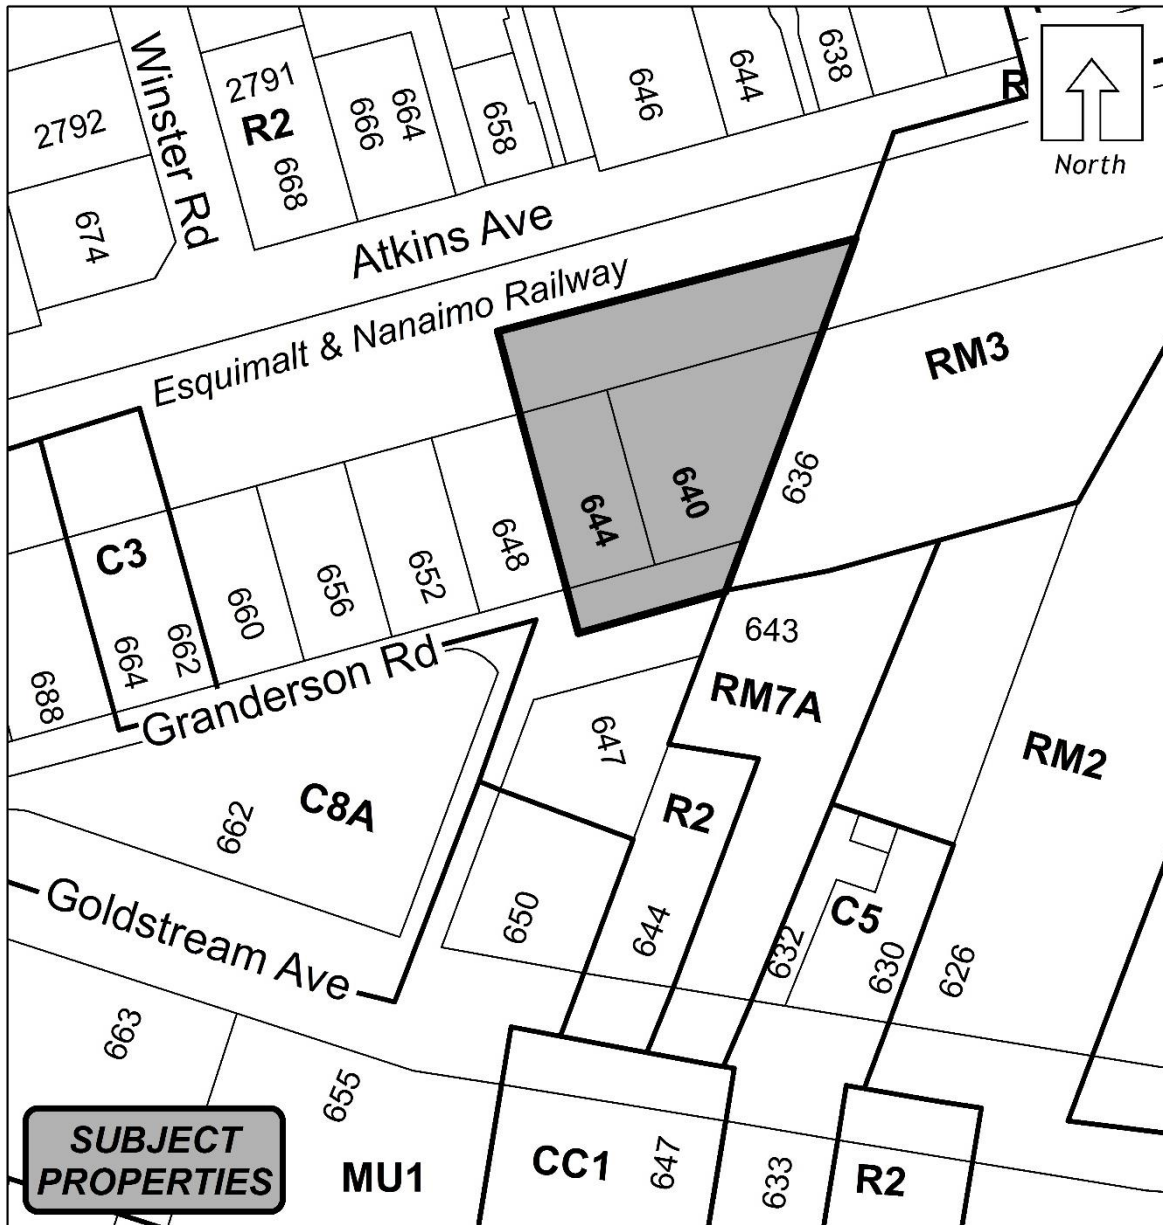 Winster Rd
2792
674
2791
R2
668
666
664
658
646
644
638
R
North
Atkins Ave
Esquimalt & Nanaimo Railway
RM3
636
640
644
648
652
656
660
C3
662
664
688
Granderson Rd
643
RM7A
647
RM2
R2
C8A
662
650
644
632
C5
630
626
Goldstream Ave
663
655
MU1
CC1
647
633
R2
SUBJECT
PROPERTIES